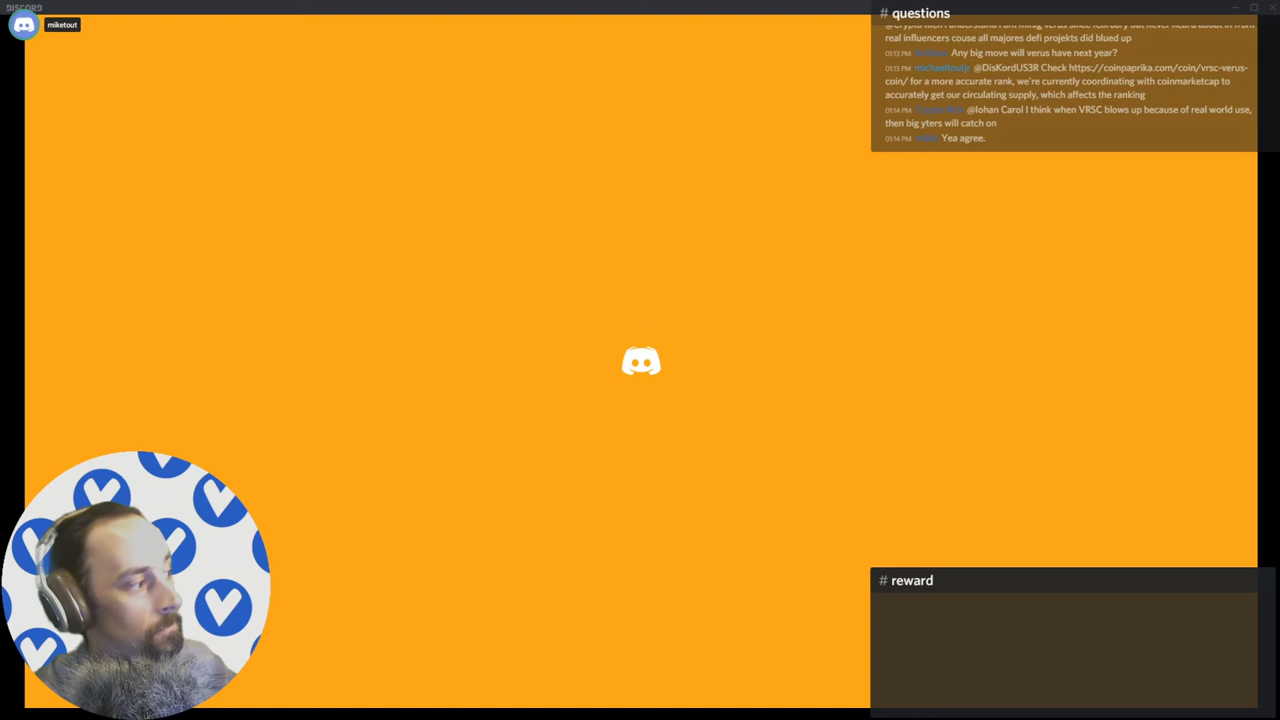 DISCORD
miketout
# questions
real influencers couse all majores defi projekts did blued up
01:13 PM Any big move will verus have next year?
01:13 PM michaeltoutjr @DisKordUS3R Check https://coinpaprika.com/coin/vrsc-verus-
coin/ for a more accurate rank, we're currently coordinating with coinmarketcap to
accurately get our circulating supply, which affects the ranking
01:14 PM @Iohan Carol I think when VRSC blows up because of real world use,
then big yters will catch on
01:14 PM Yea agree.
# reward